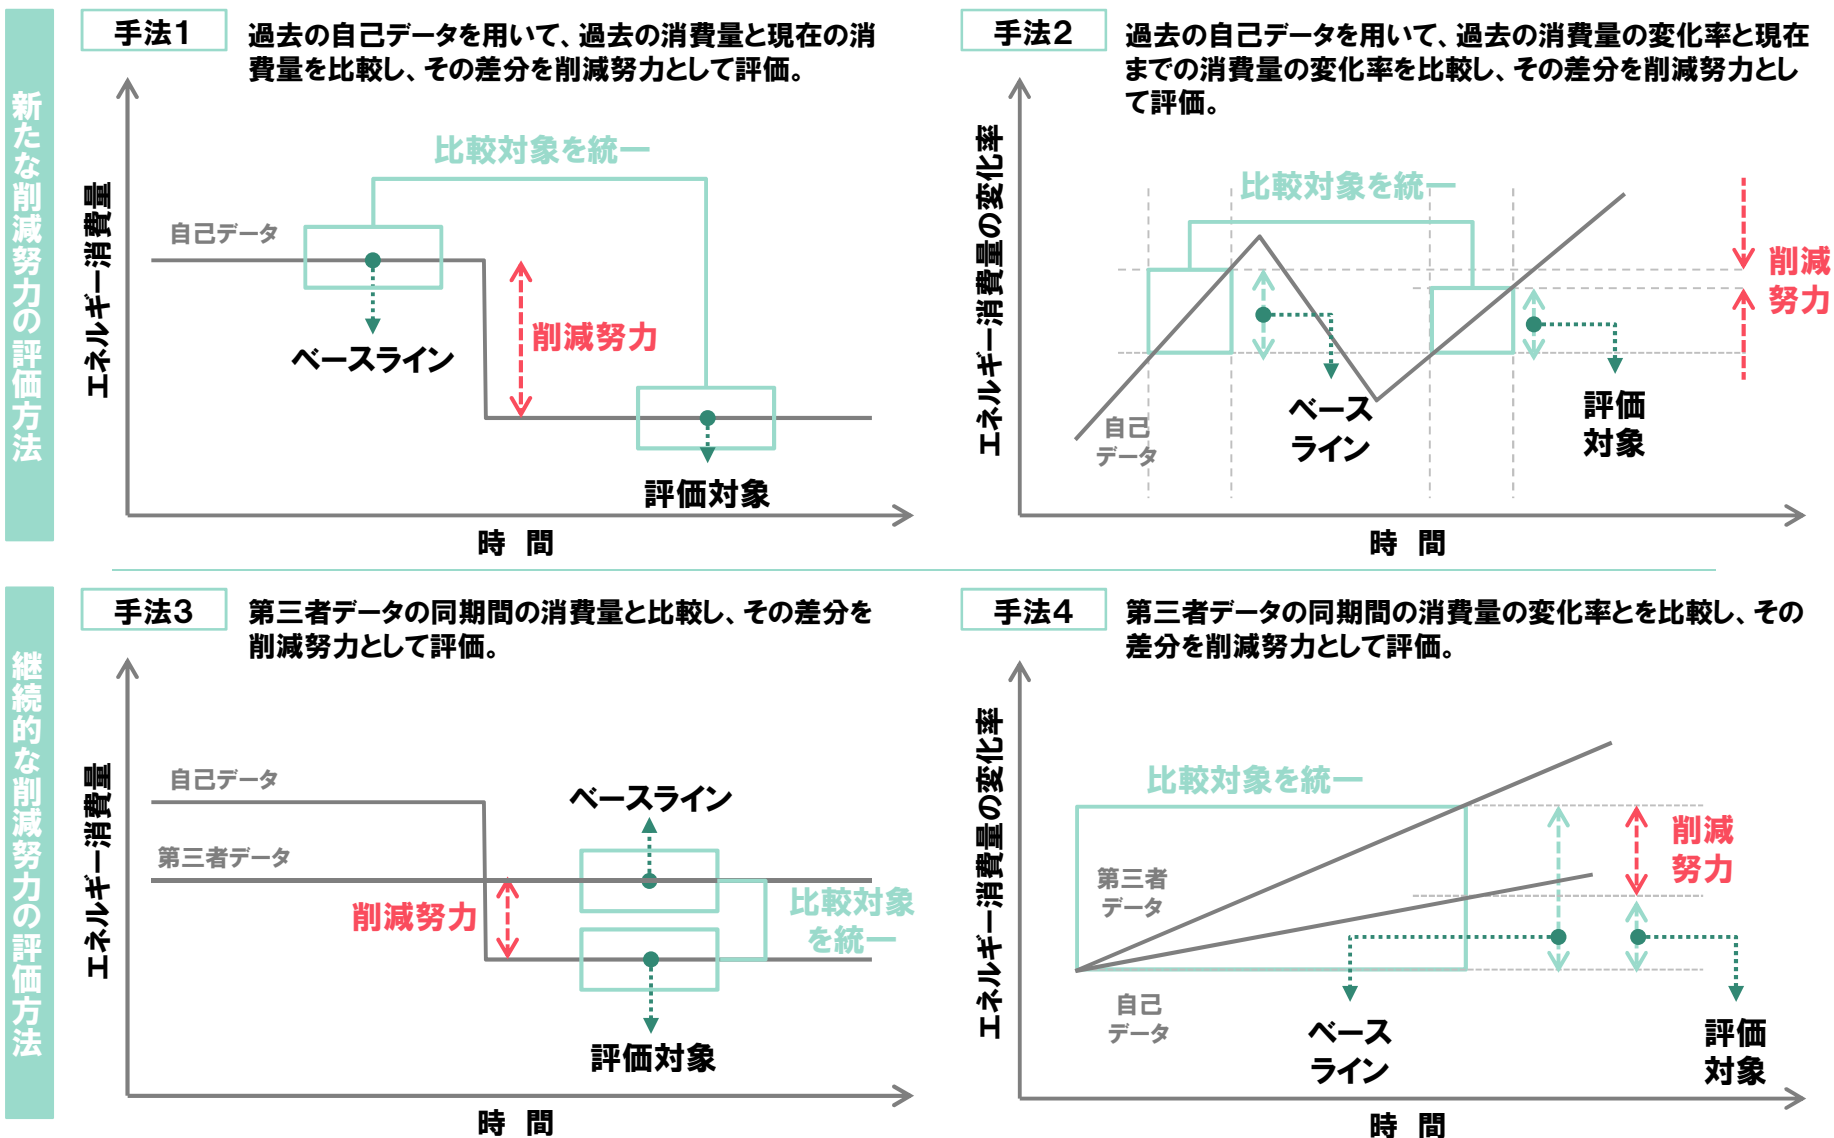 新たな削減努力の評価方法
手法1
過去の自己データを用いて、過去の消費量と現在の消
費量を比較し、その差分を削減努力として評価。
エネルギー消費量
比較対象を統一
自己データ
ベースライン
削減努力
評価対象
時 間
手法2
過去の自己データを用いて、過去の消費量の変化率と現在
までの消費量の変化率を比較し、その差分を削減努力とし
て評価。
エネルギー消費量の変化率
比較対象を統一
削減
努力
自己
データ
ベース
ライン
評価
対象
時 間
継続的な削減努力の評価方法
手法3
第三者データの同期間の消費量と比較し、その差分を
削減努力として評価。
エネルギー消費量
自己データ
ベースライン
第三者データ
削減努力
比較対象
を統一
評価対象
時 間
手法4
第三者データの同期間の消費量の変化率とを比較し、その
差分を削減努力として評価。
エネルギー消費量の変化率
比較対象を統一
削減
努力
第三者
データ
自己
データ
ベース
ライン
評価
対象
時 間